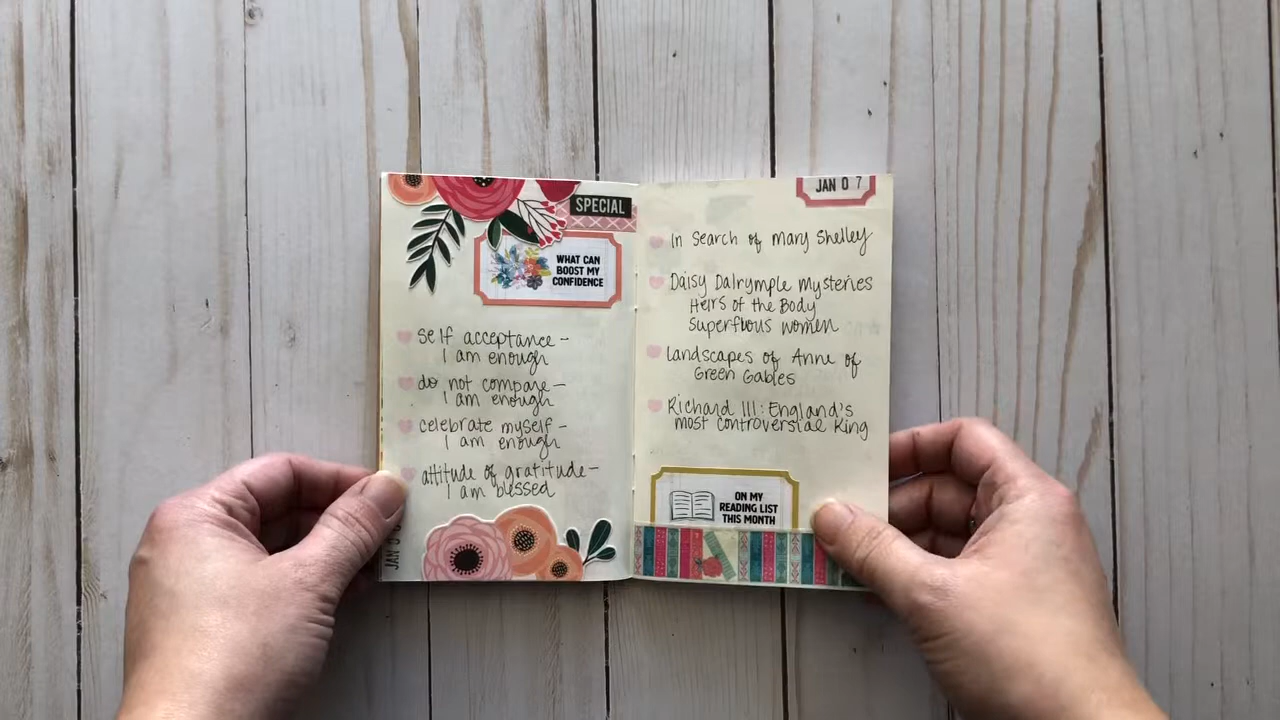 SPECIAL
WHAT CAN
BOOST MY
CONFIDENCE
self acceptance –
I am enough
do not compare –
I am enough
celebrate myself –
I am enough
attitude of gratitude –
I am blessed
JAN 0
JAN 0 7
In Search of Mary Shelley
Daisy Dalrymple Mysteries
Heirs of the Body
Superfluous women
Landscapes of Anne of
Green Gables
Richard III: England's
most controversial King
ON MY
READING LIST
THIS MONTH